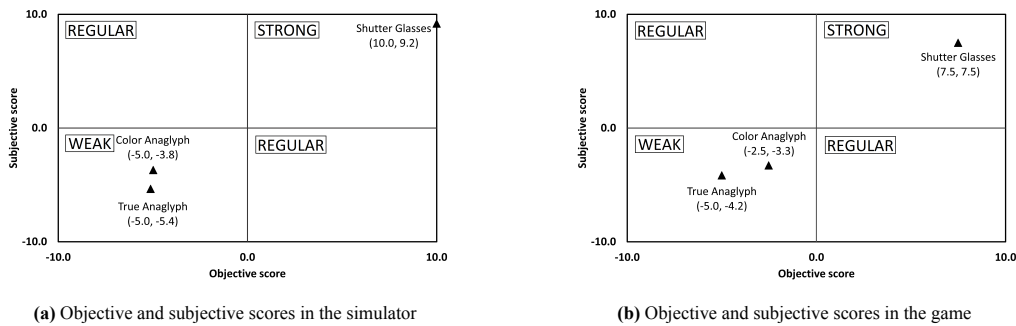 10.0
REGULAR
STRONG
Shutter Glasses
(10.0, 9.2)
Subjective score
0.0
WEAK
Color Anaglyph
(-5.0, -3.8)
REGULAR
True Anaglyph
(-5.0, -5.4)
-10.0
-10.0
0.0
10.0
Objective score
(a) Objective and subjective scores in the simulator
10.0
REGULAR
STRONG
Shutter Glasses
(7.5, 7.5)
Subjective score
0.0
WEAK
Color Anaglyph
(-2.5, -3.3)
REGULAR
True Anaglyph
(-5.0, -4.2)
-10.0
-10.0
0.0
10.0
Objective score
(b) Objective and subjective scores in the game